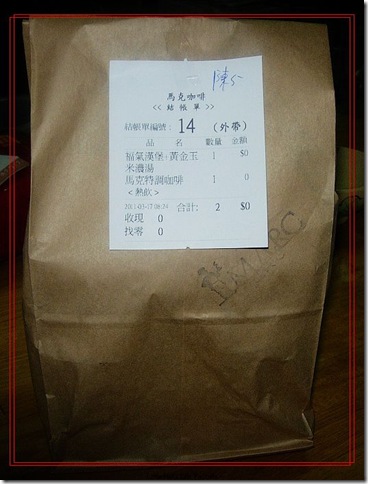 陳
馬克咖啡
<< 結帳單 >>
結帳單編號: 14 (外帶)
品 名 數量 金額
福氣漢堡+黃金玉 1 $0
米濃湯
馬克特調咖啡 1 0
<熱飲>
合計: 2 $0
收現 0
找零 0
EMARC